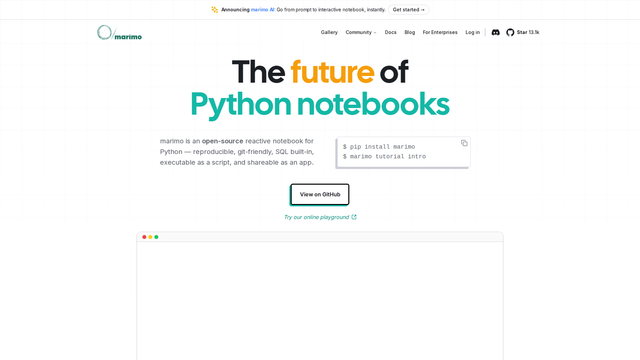 Announcing marimo AI: Go from prompt to interactive notebook, instantly. Get started →
marimo
Gallery Community Docs Blog For Enterprises Log in Star 13.1k
The future of
Python notebooks
marimo is an open-source reactive notebook for
Python — reproducible, git-friendly, SQL built-in,
executable as a script, and shareable as an app.
$ pip install marimo
$ marimo tutorial intro
View on GitHub
Try our online playground